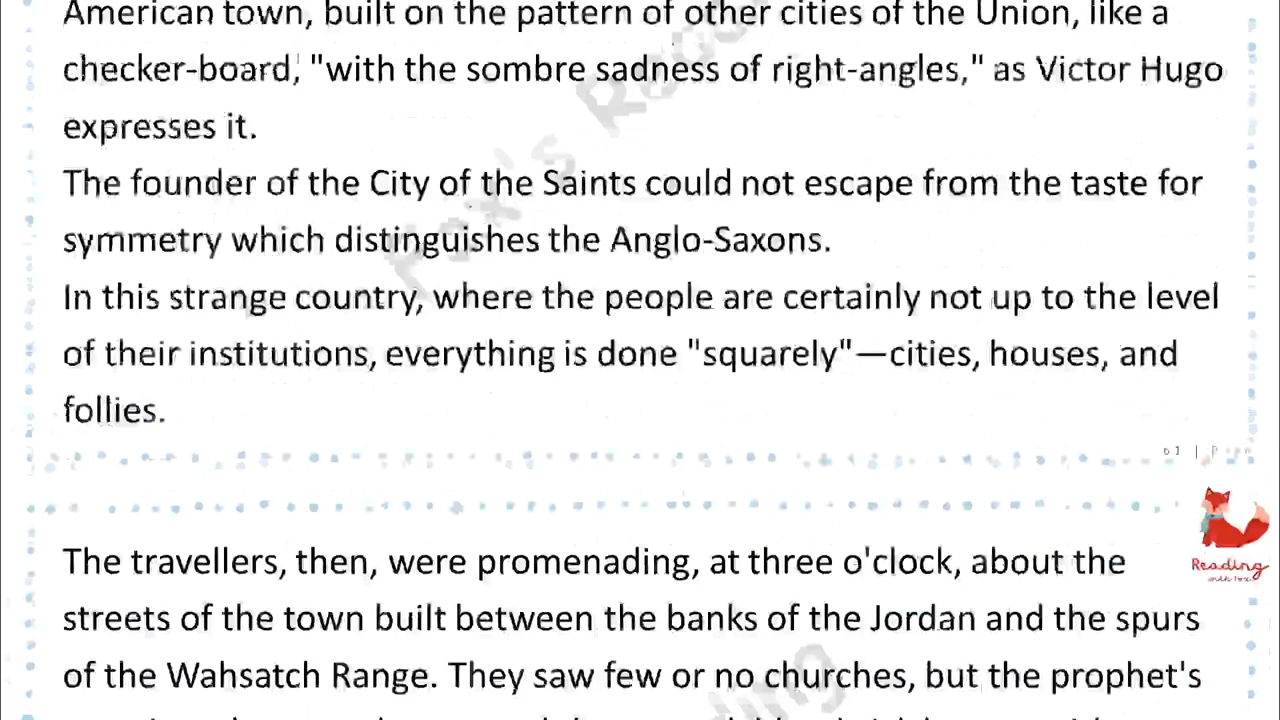 American town, built on the pattern of other cities of the Union, like a
checker-board, "with the sombre sadness of right-angles," as Victor Hugo
expresses it.
The founder of the City of the Saints could not escape from the taste for
symmetry which distinguishes the Anglo-Saxons.
In this strange country, where the people are certainly not up to the level
of their institutions, everything is done "squarely"—cities, houses, and
follies.
The travellers, then, were promenading, at three o'clock, about the
Reading
with fox
streets of the town built between the banks of the Jordan and the spurs
of the Wahsatch Range. They saw few or no churches, but the prophet's